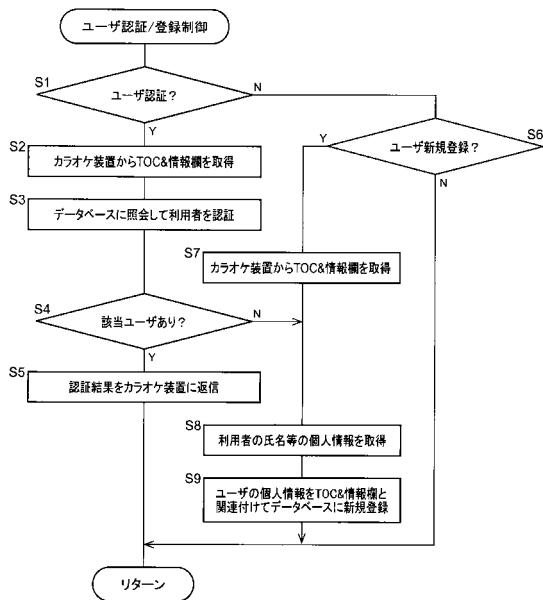 ユーザ認証/登録制御
S1
ユーザ認証?
N
Y
S6
ユーザ新規登録?
Y
N
S2
カラオケ装置からTOC&情報欄を取得
S3
データベースに照会して利用者を認証
S7
カラオケ装置からTOC&情報欄を取得
S4
該当ユーザあり?
N
Y
S5
認証結果をカラオケ装置に返信
S8
利用者の氏名等の個人情報を取得
S9
ユーザの個人情報をTOC&情報欄と
関連付けてデータベースに新規登録
リターン